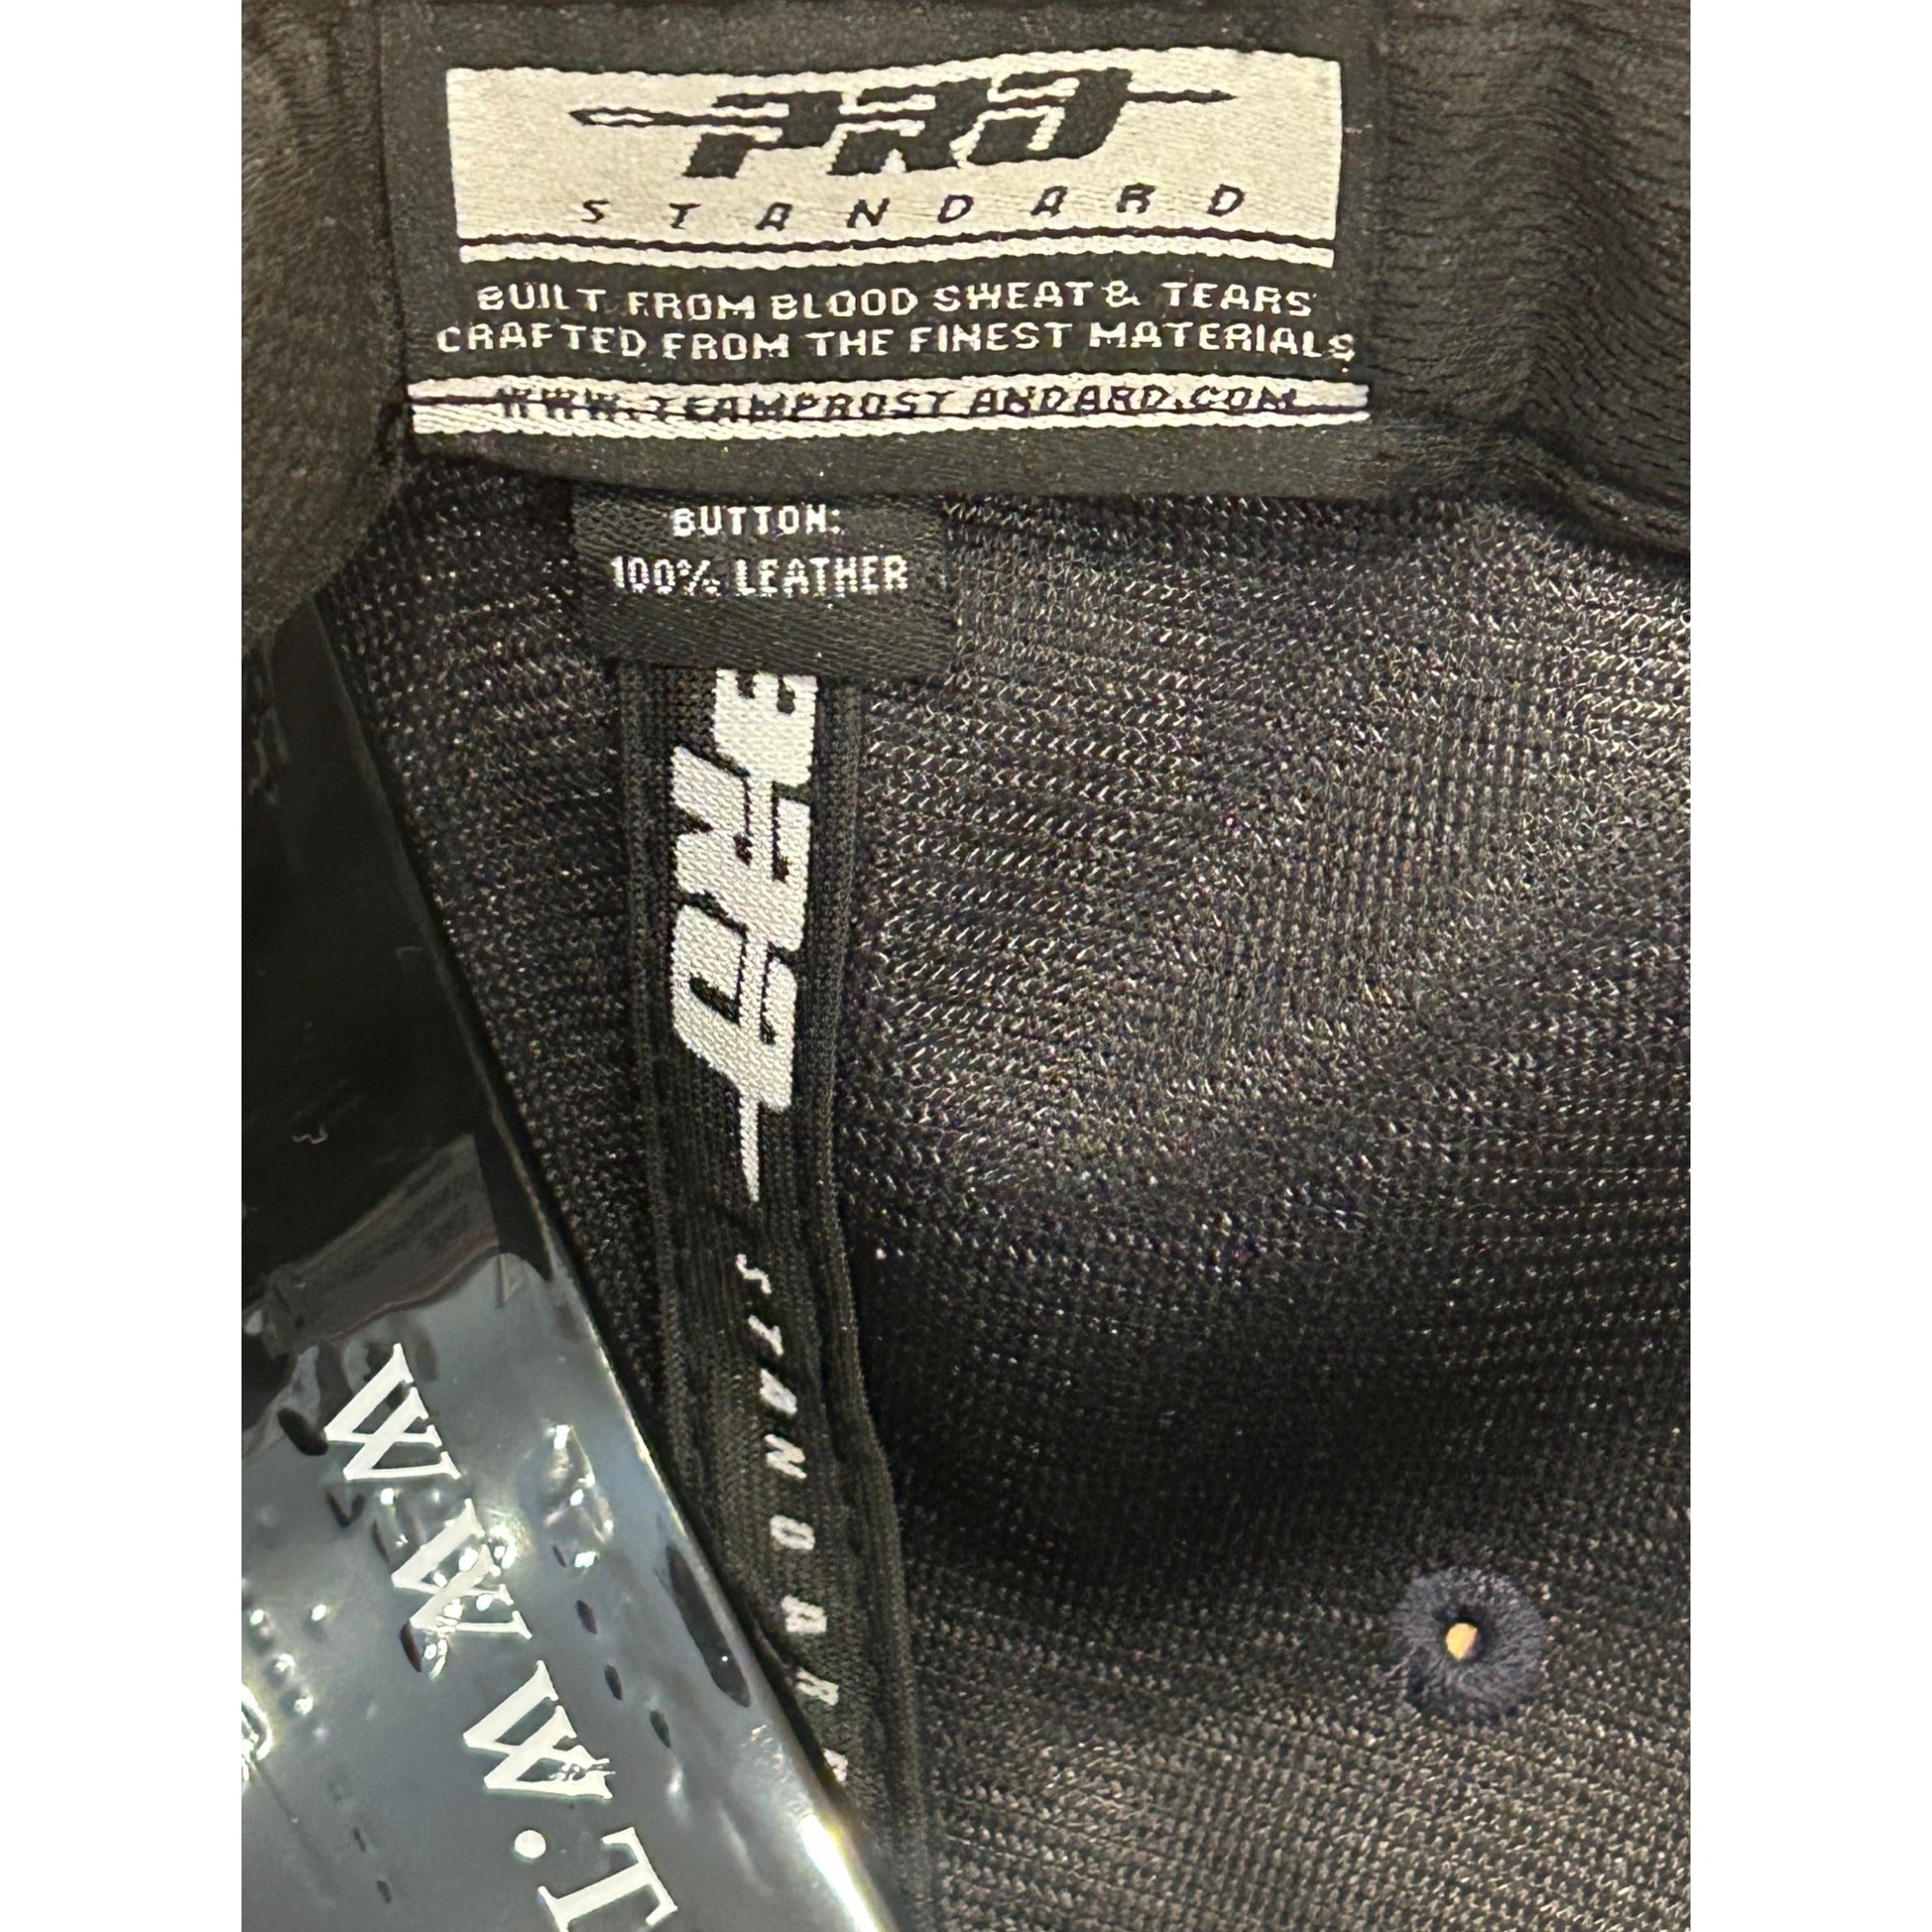 PRO
STANDARD
BUILT FROM BLOOD SWEAT & TEARS
CRAFTED FROM THE FINEST MATERIALS
WWW.TEAMPROSTANDARD.COM
BUTTON:
100% LEATHER
PRO
STANDAR
WWW.T